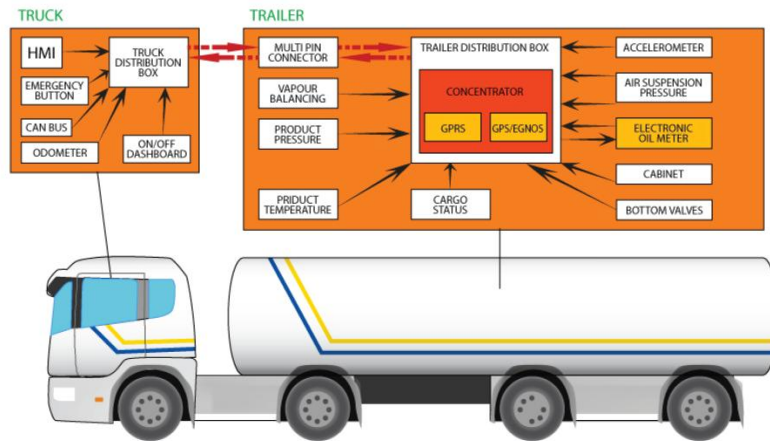 TRUCK
HMI
TRUCK
DISTRIBUTION
BOX
EMERGENCY
BUTTON
CAN BUS
ODOMETER
ON/OFF
DASHBOARD
TRAILER
MULTI PIN
CONNECTOR
TRAILER DISTRIBUTION BOX
ACCELEROMETER
VAPOUR
BALANCING
CONCENTRATOR
AIR SUSPENSION
PRESSURE
PRODUCT
PRESSURE
GPRS
GPS/EGNOS
ELECTRONIC
OIL METER
CABINET
PRIDUCT
TEMPERATURE
CARGO
STATUS
BOTTOM VALVES